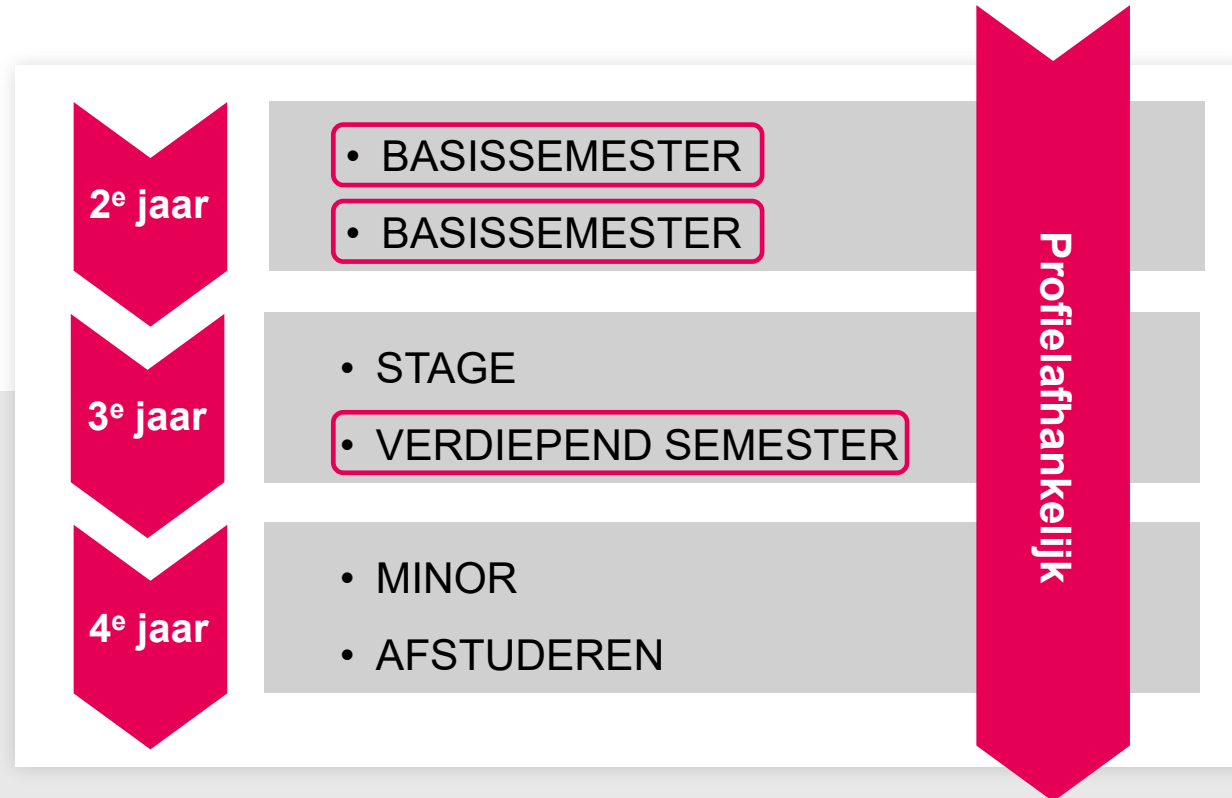 2e jaar
• BASISSEMESTER
• BASISSEMESTER
3e jaar
• STAGE
• VERDIEPEND SEMESTER
4e jaar
• MINOR
• AFSTUDEREN
Profielafhankelijk